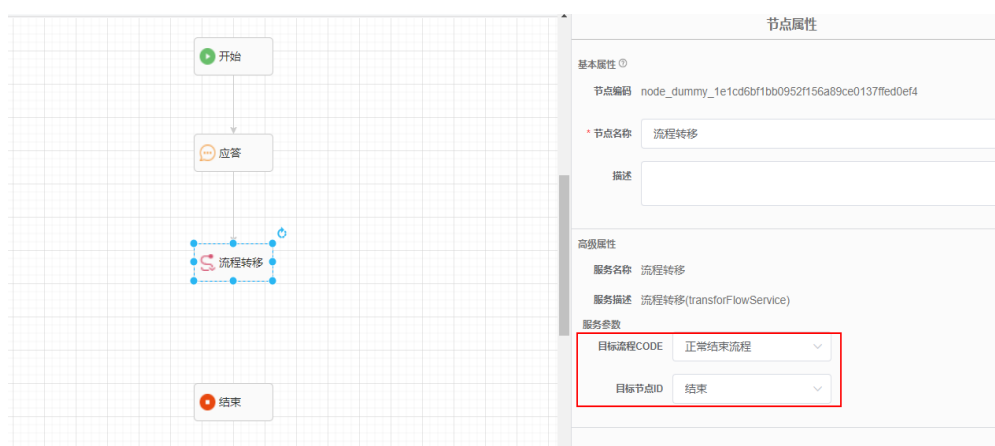 开始
应答
流程转移
结束
节点属性
基本属性
节点编码 node_dummy_1e1cd6bf1bb0952f156a89ce0137ffed0ef4
* 节点名称 流程转移
描述
高级属性
服务名称 流程转移
服务描述 流程转移(transforFlowService)
服务参数
目标流程CODE 正常结束流程
目标节点ID 结束